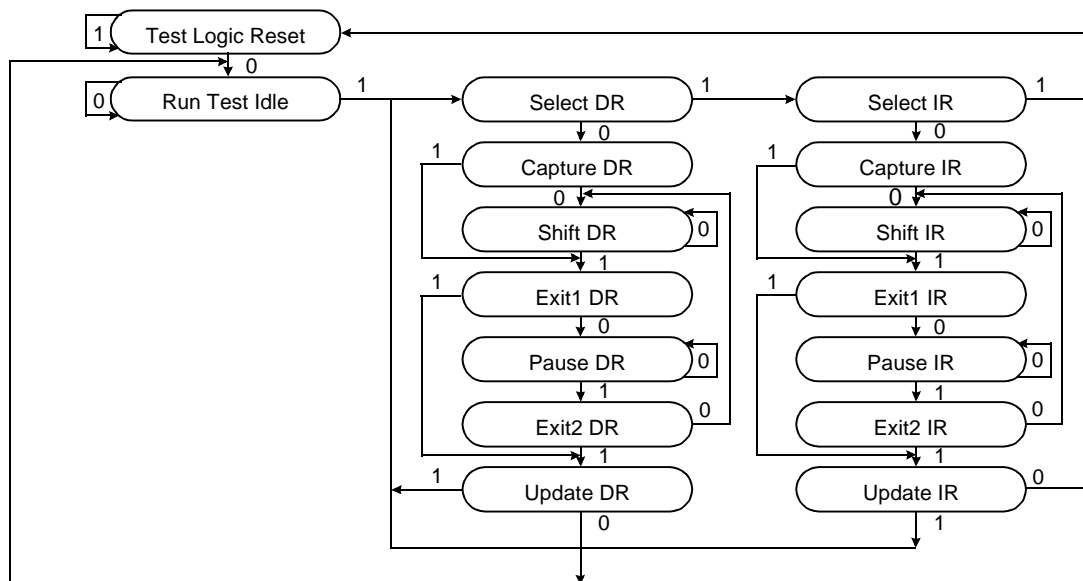 1 Test Logic Reset
0
0 Run Test Idle 1 Select DR 1 Select IR 1
0 0
1 Capture DR 1 Capture IR
0 0
Shift DR 0 Shift IR 0
1 1
1 Exit1 DR 1 Exit1 IR
0 0
Pause DR 0 Pause IR 0
1 1
Exit2 DR 0 Exit2 IR 0
1 1
1 Update DR Update IR 0
0 1